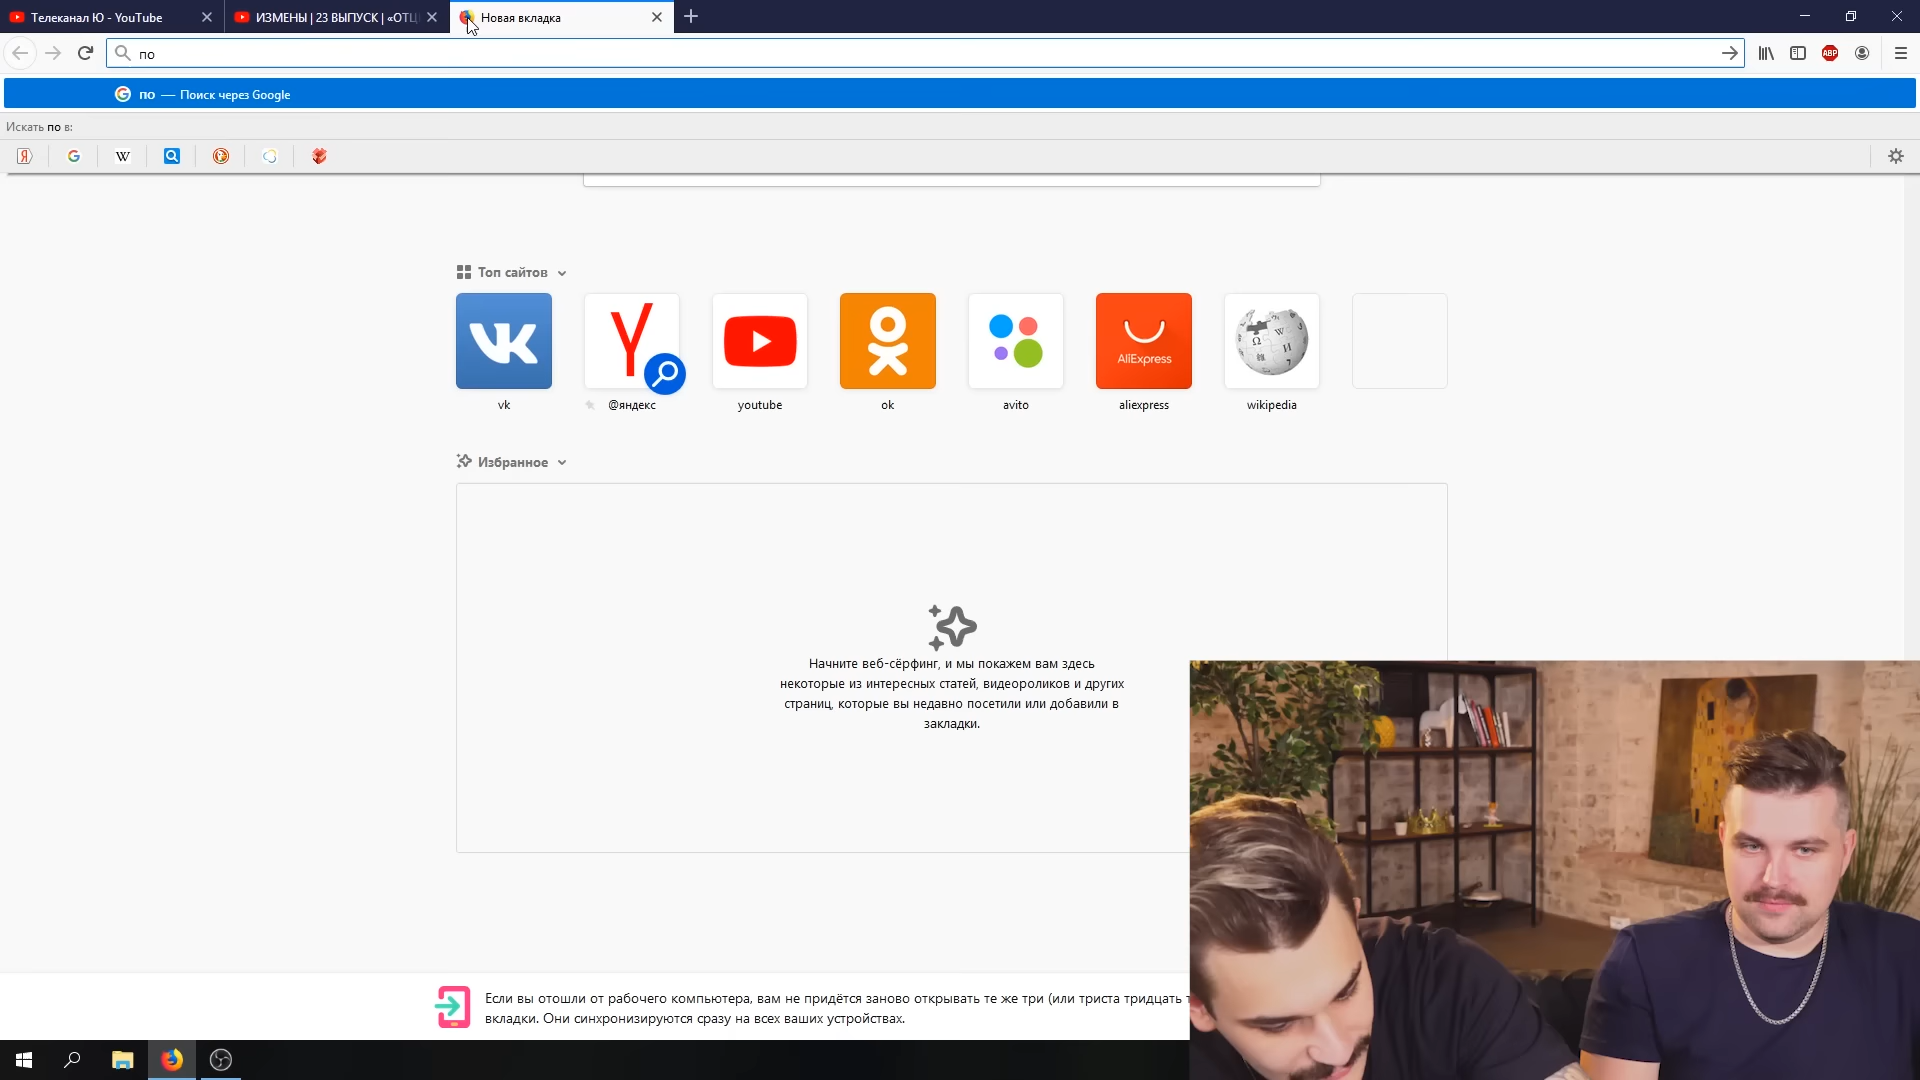 Телеканал Ю - YouTube
ИЗМЕНЫ | 23 ВЫПУСК | «ОТЦ
Новая вкладка
по
по — Поиск через Google
Искать по в:
Топ сайтов
AliExpress
vk
@яндекс
youtube
ok
avito
aliexpress
wikipedia
Избранное
Начните веб-сёрфинг, и мы покажем вам здесь
некоторые из интересных статей, видеороликов и других
страниц, которые вы недавно посетили или добавили в
закладки.
Если вы отошли от рабочего компьютера, вам не придётся заново открывать те же три (или триста тридцать т
вкладки. Они синхронизируются сразу на всех ваших устройствах.